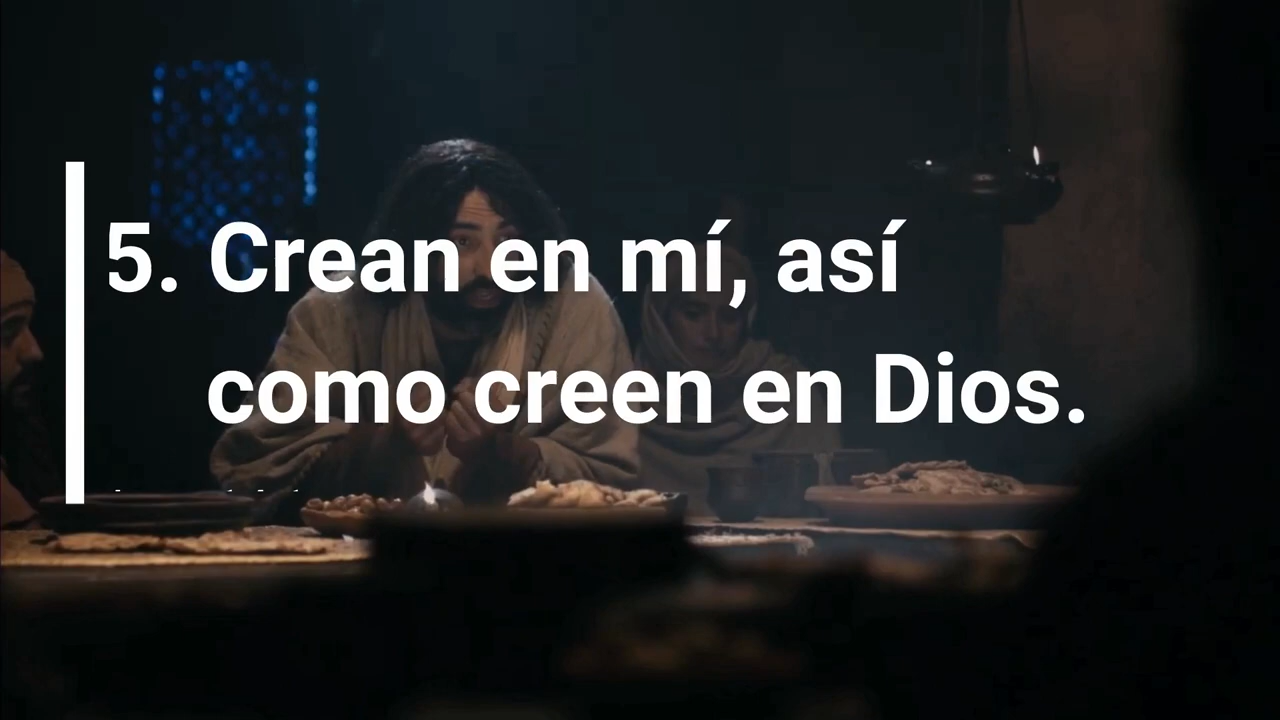 5. Crean en mí, así
como creen en Dios.